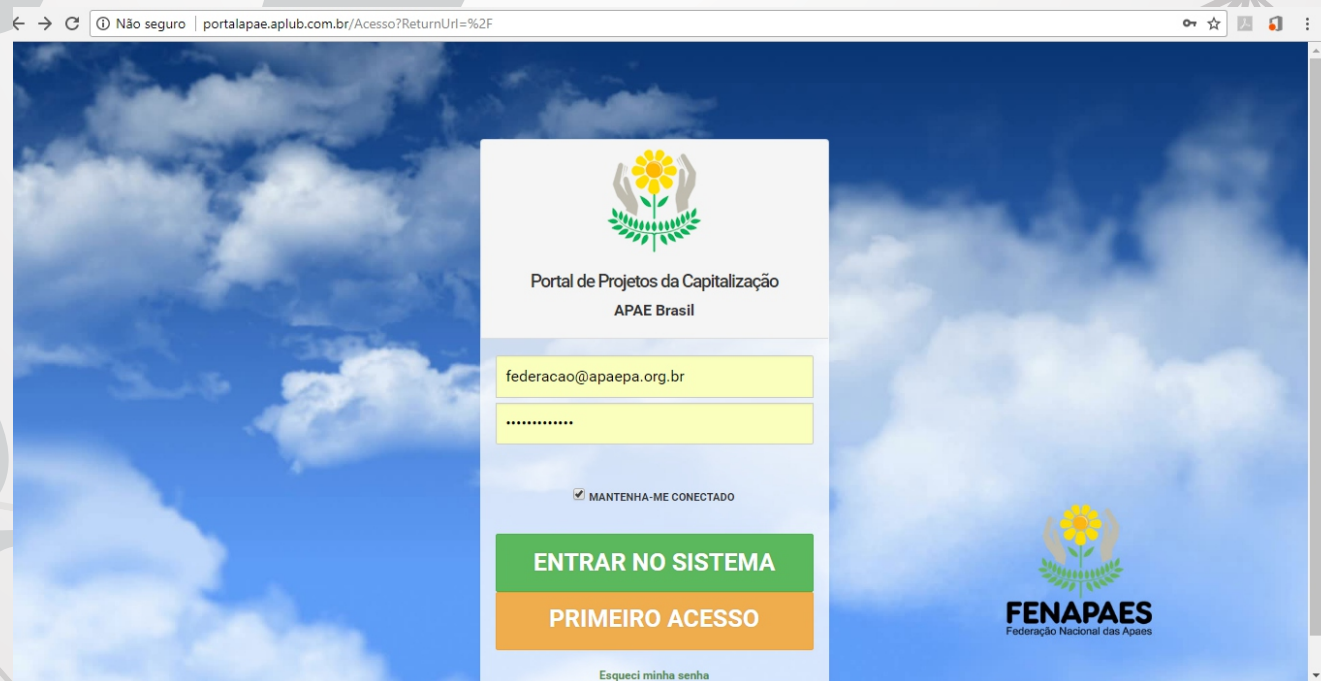 Não seguro | portalapae.aplub.com.br/Acesso?ReturnUrl=%2F
Portal de Projetos da Capitalização
APAE Brasil
federacao@apaepa.org.br
•••••••••••••
MANTENHA-ME CONECTADO
ENTRAR NO SISTEMA
PRIMEIRO ACESSO
Esqueci minha senha
FENAPAES
Federação Nacional das Apaes